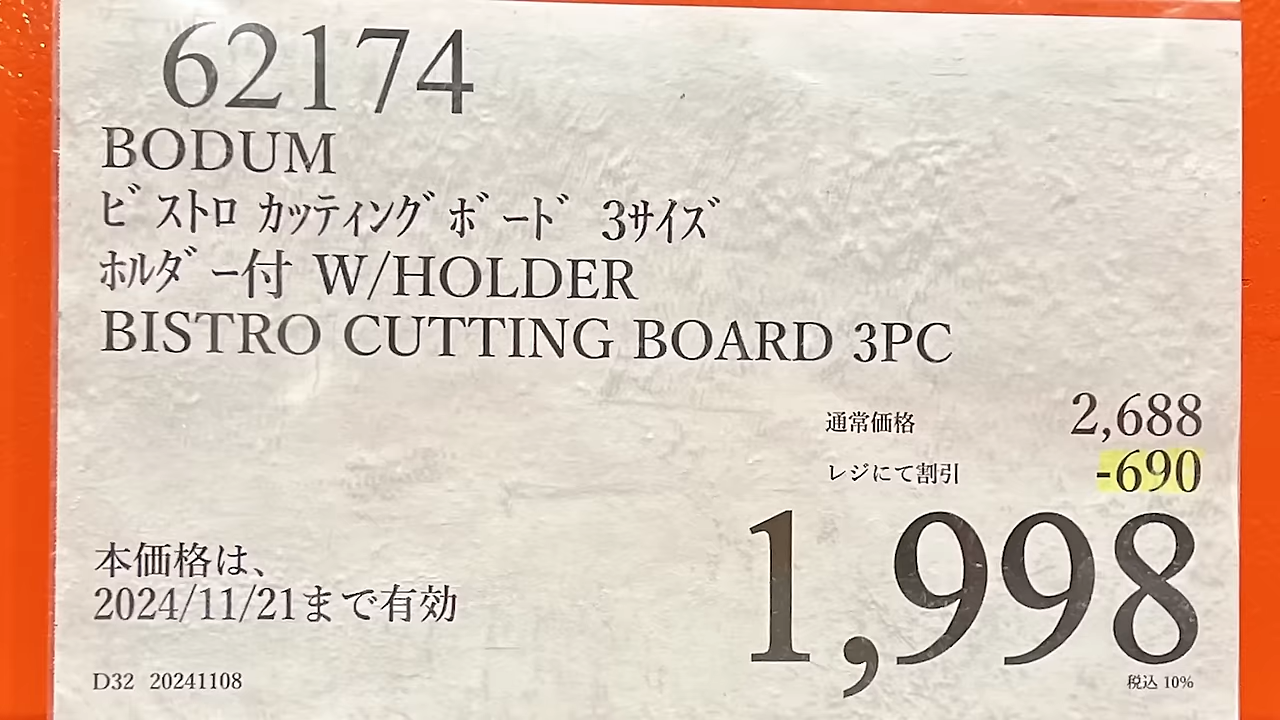 62174
BODUM
ﾋﾞｽﾄﾛ ｶｯﾃｨﾝｸﾞﾎﾞｰﾄﾞ 3ｻｲｽﾞ
ﾎﾙﾀﾞｰ付 W/HOLDER
BISTRO CUTTING BOARD 3PC
通常価格 2,688
レジにて割引 -690
1,998
本価格は、
2024/11/21まで有効
D32 20241108
税込 10%